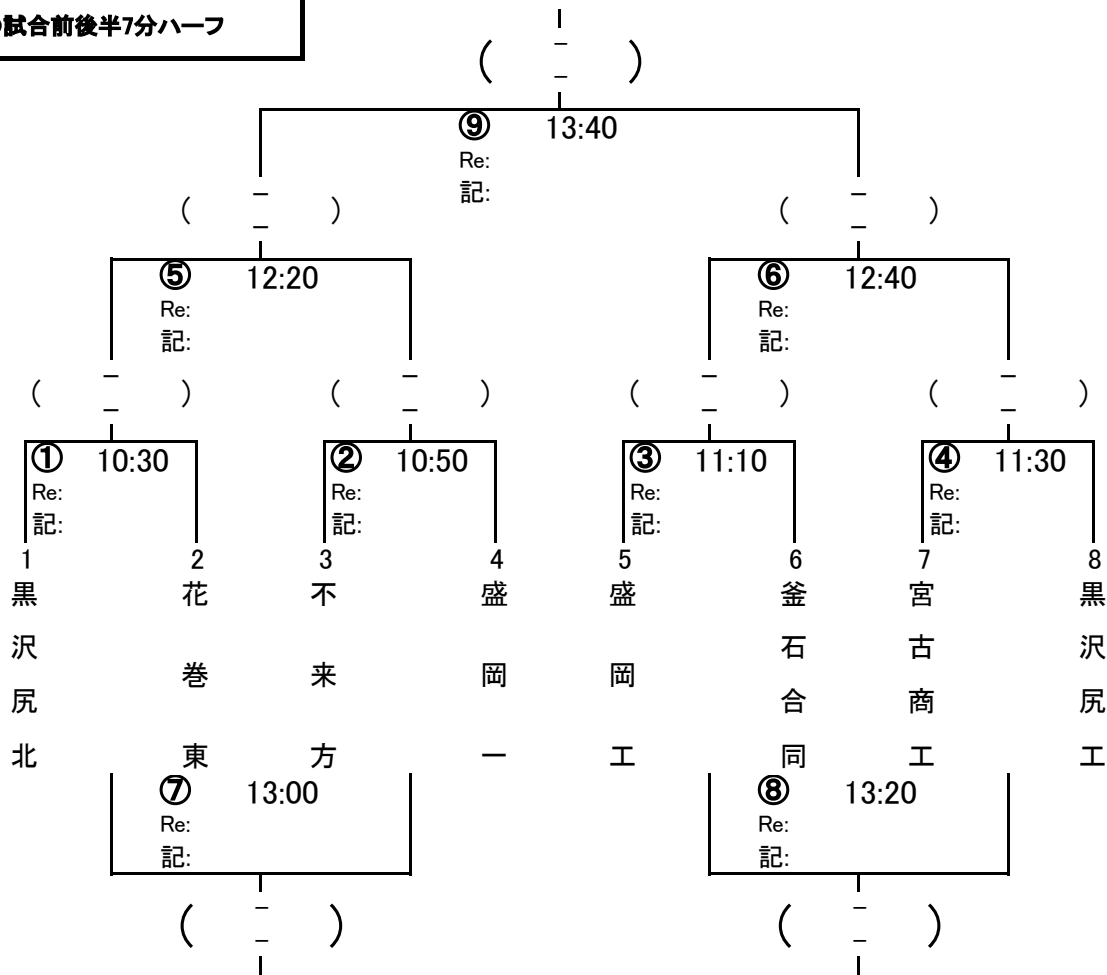 試合前後半7分ハーフ
( – – )
⑨ 13:40
Re:
記:
( – – ) ( – – )
⑤ 12:20 ⑥ 12:40
Re: Re:
記: 記:
( – – ) ( – – ) ( – – ) ( – – )
① 10:30 ② 10:50 ③ 11:10 ④ 11:30
Re: Re: Re: Re:
記: 記: 記: 記:
1 2 3 4 5 6 7 8
黒沢尻北
花巻東
不来方
盛岡一
盛岡工
釜石合同
宮古商工
黒沢尻工
⑦ 13:00 ⑧ 13:20
Re: Re:
記: 記:
( – – ) ( – – )